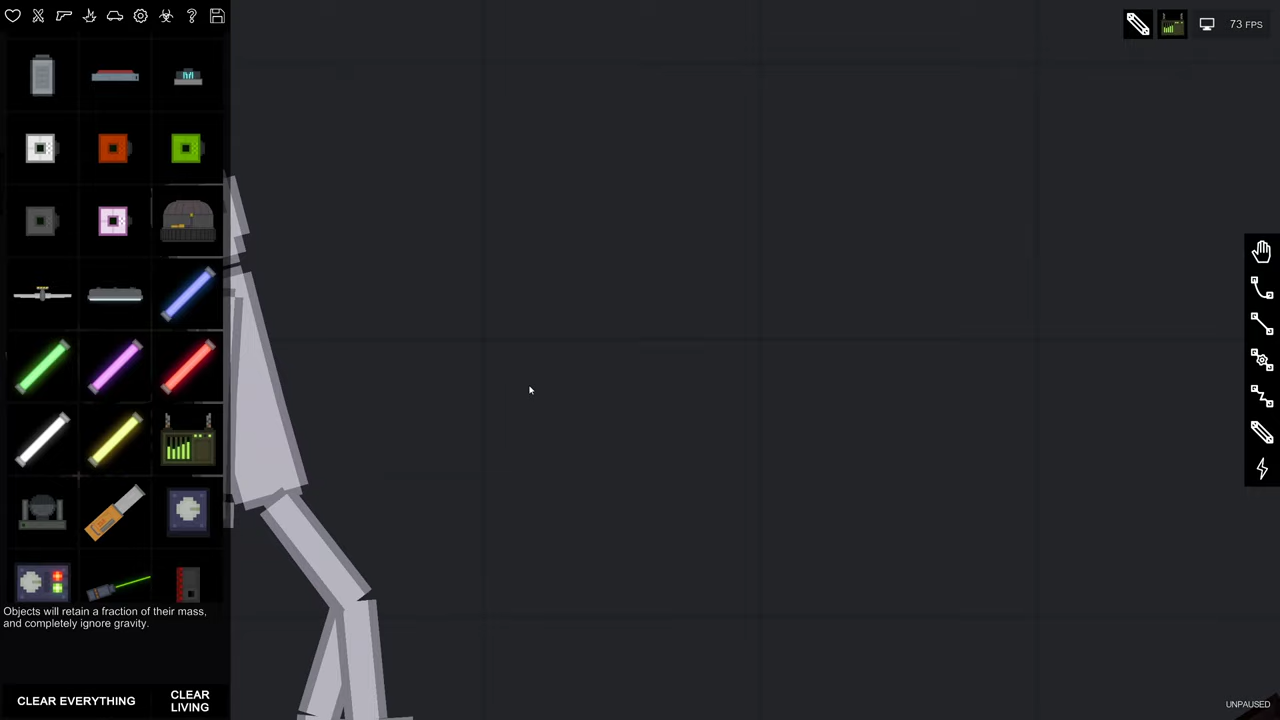 73 FPS
Objects will retain a fraction of their mass,
and completely ignore gravity.
CLEAR EVERYTHING
CLEAR
LIVING
UNPAUSED